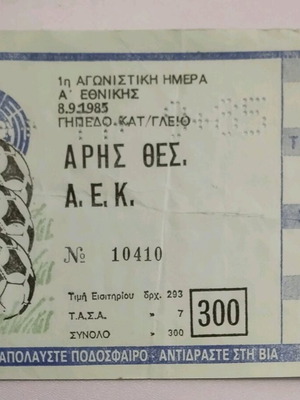 1η ΑΓΩΝΙΣΤΙΚΗ ΗΜΕΡΑ
Α΄ ΕΘΝΙΚΗΣ
8.9.1985
ΓΗΠΕΔΟ ΚΑΤ/ΓΛΕΙΟ
ΑΡΗΣ ΘΕΣ.
Α.Ε.Κ.
№ 10410
Τιμή Εισιτηρίου δρχ. 293
Τ.Α.Σ.Α. » 7
ΣΥΝΟΛΟ » 300
300
ΑΠΟΛΑΥΣΤΕ ΠΟΔΟΣΦΑΙΡΟ - ΑΝΤΙΔΡΑΣΤΕ ΣΤΗ ΒΙΑ